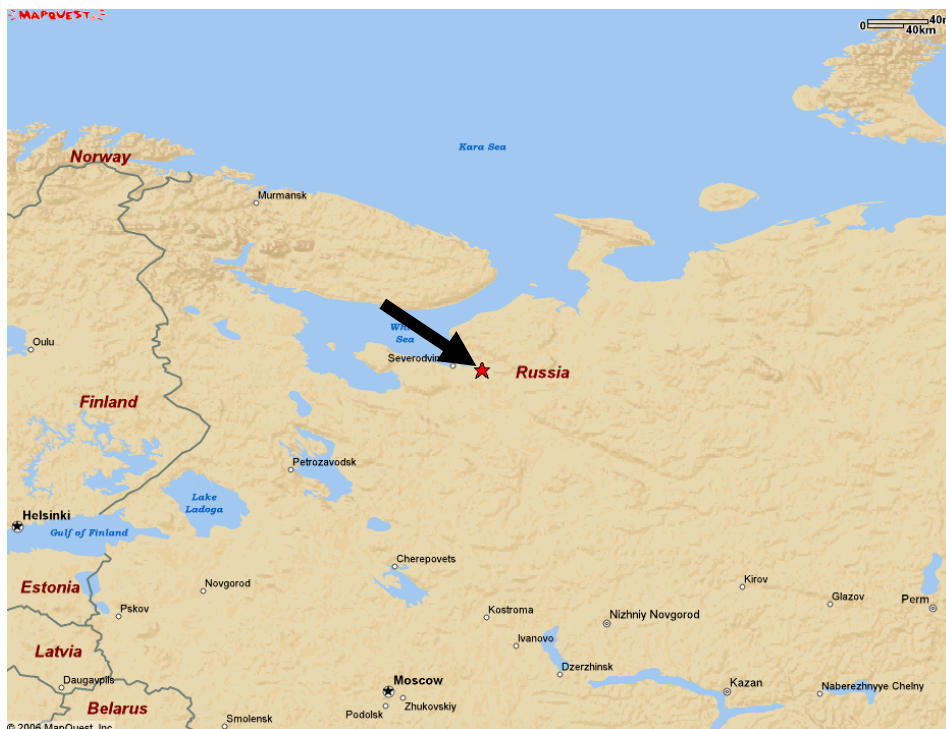 MAPQUEST
0 40m
40km
Kara Sea
Norway
Murmansk
White
Sea
Oulu
Severodvin
Russia
Finland
Petrozavodsk
Lake
Ladoga
Helsinki
Gulf of Finland
Cherepovets
Estonia
Novgorod
Kirov
Glazov
Perm
Pskov
Kostroma
Nizhniy Novgorod
Ivanovo
Latvia
Dzerzhinsk
Daugavpils
Moscow
Kazan
Naberezhnyye Chelny
Zhukovskiy
Belarus
Podolsk
Smolensk
© 2006 MapQuest, Inc.